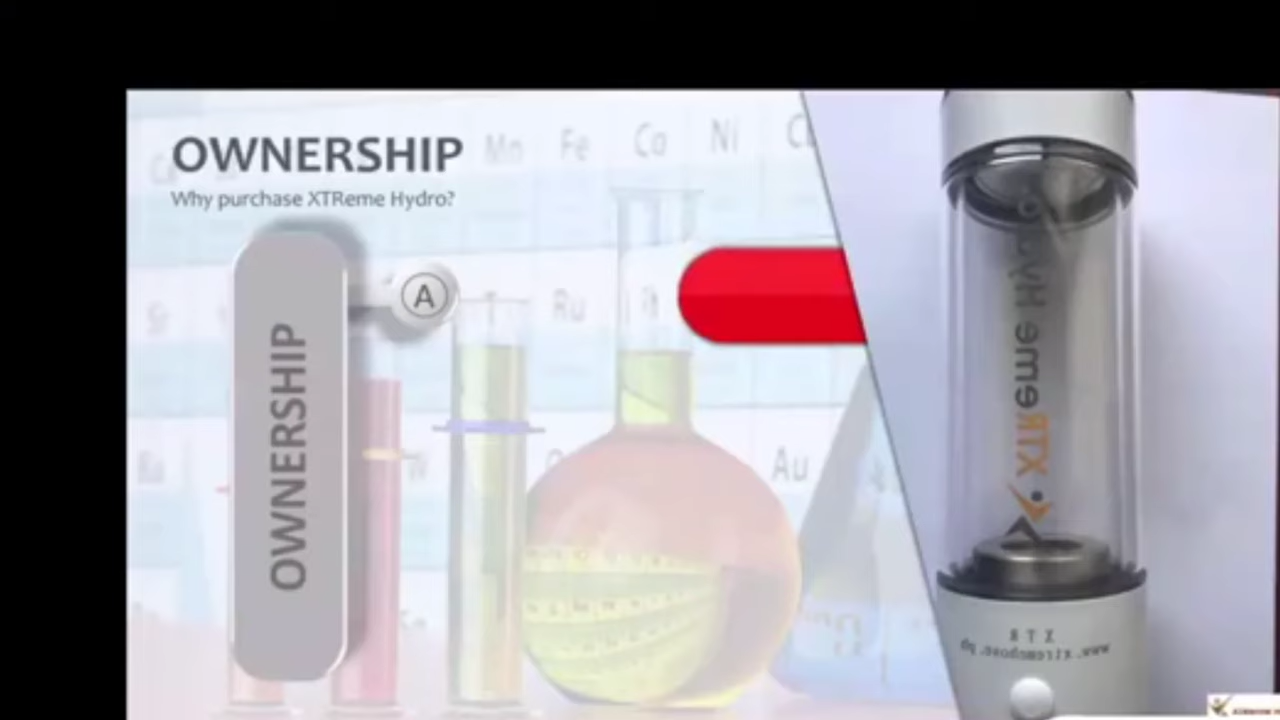 OWNERSHIP
Why purchase XTReme Hydro?
Mn Fe Co Ni
A
Ru
OWNERSHIP
Au
XTReme Hydro
XTR